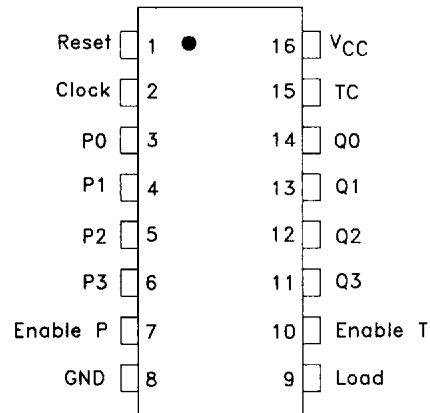 Reset 1 16 VCC
Clock 2 15 TC
P0 3 14 Q0
P1 4 13 Q1
P2 5 12 Q2
P3 6 11 Q3
Enable P 7 10 Enable T
GND 8 9 Load